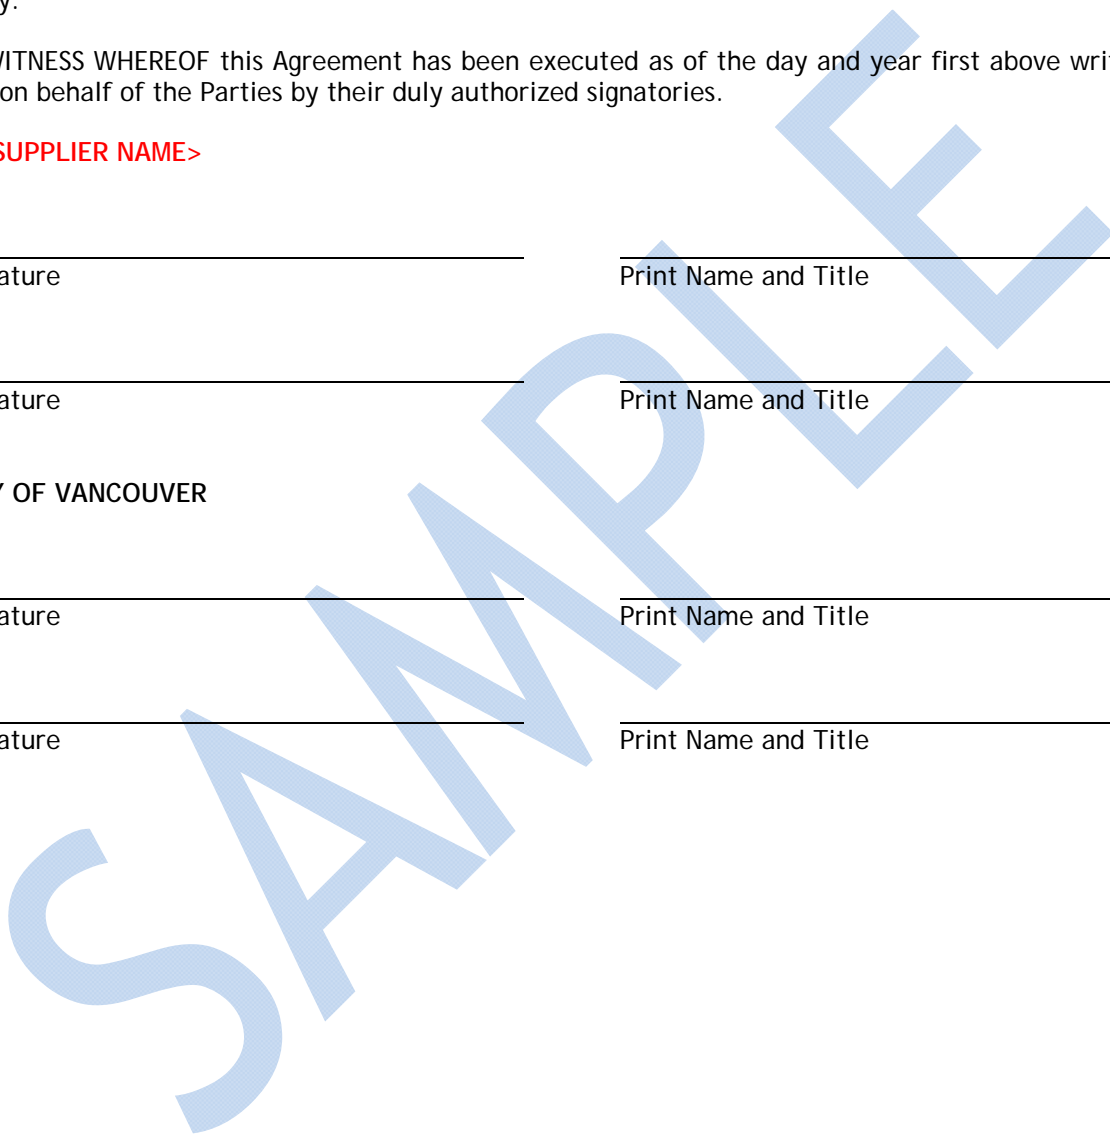 y.
WITNESS WHEREOF this Agreement has been executed as of the day and year first above writ
on behalf of the Parties by their duly authorized signatories.
SUPPLIER NAME>
ature Print Name and Title
ature Print Name and Title
Y OF VANCOUVER
ature Print Name and Title
ature Print Name and Title
SAMPLE